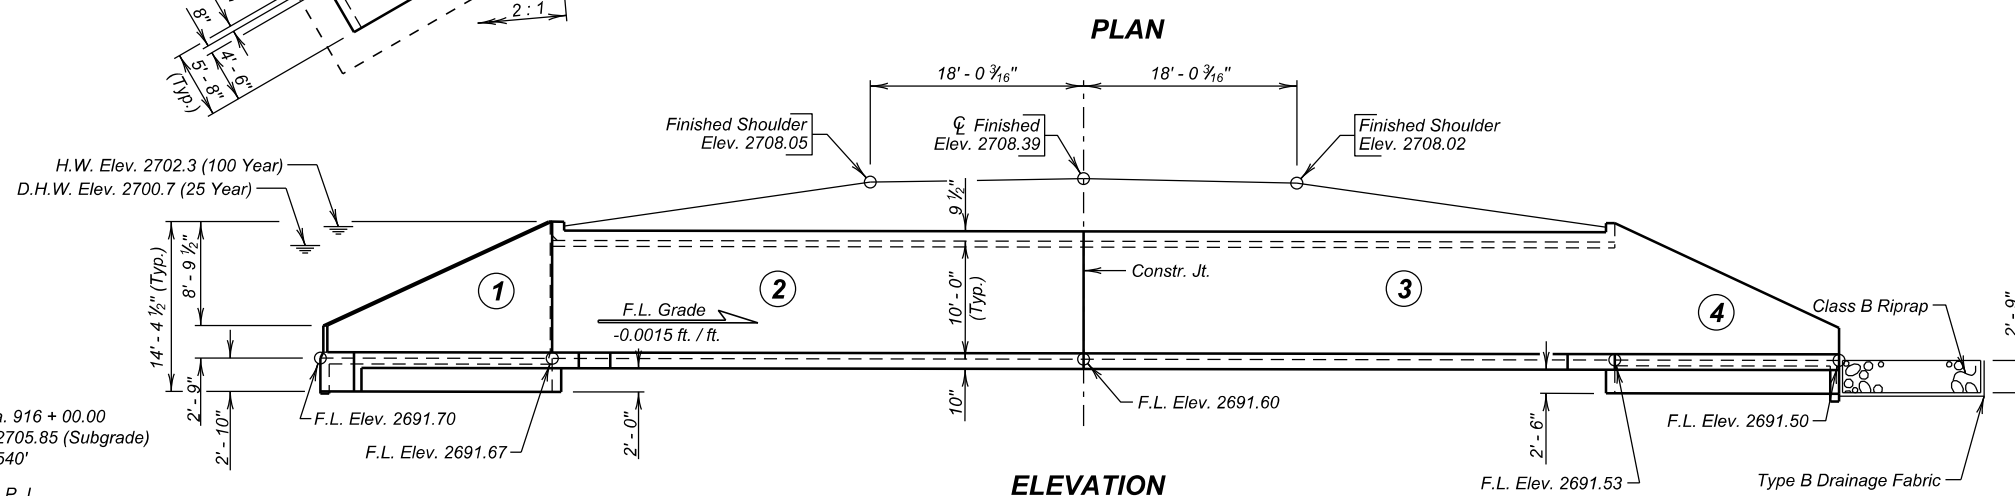 8"
4' - 6"
5' - 8"
(Typ.)
2 : 1
PLAN
18' - 0 3/16"
18' - 0 3/16"
Finished Shoulder
Elev. 2708.05
℄ Finished
Elev. 2708.39
Finished Shoulder
Elev. 2708.02
H.W. Elev. 2702.3 (100 Year)
D.H.W. Elev. 2700.7 (25 Year)
9 1/2"
14' - 4 1/2" (Typ.)
8' - 9 1/2"
1
2
F.L. Grade
-0.0015 ft. / ft.
10' - 0"
(Typ.)
Constr. Jt.
3
4
Class B Riprap
2' - 9"
2' - 9"
2' - 10"
F.L. Elev. 2691.70
F.L. Elev. 2691.67
2' - 0"
10"
F.L. Elev. 2691.60
2' - 6"
F.L. Elev. 2691.50
F.L. Elev. 2691.53
Type B Drainage Fabric
a. 916 + 00.00
2705.85 (Subgrade)
540'
P. I.
ELEVATION